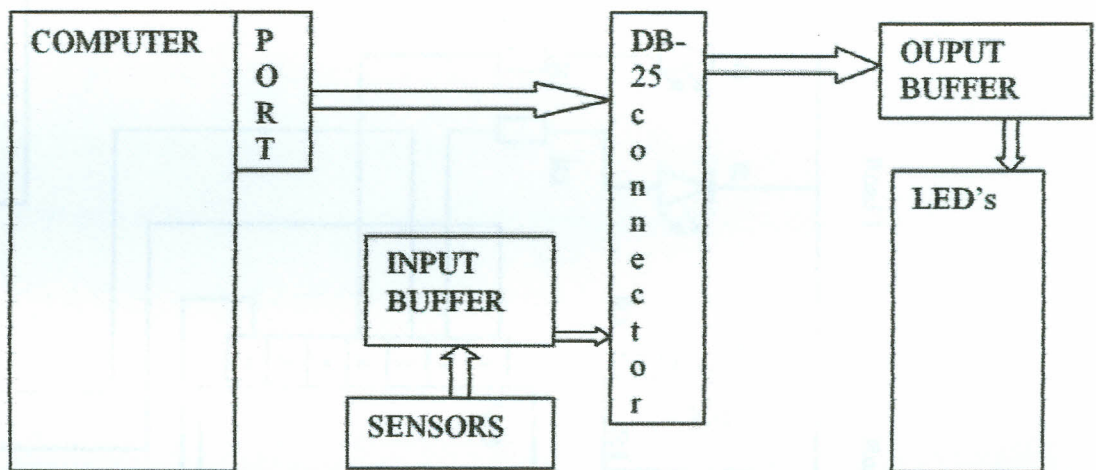 COMPUTER
P
O
R
T
DB-
25
c
o
n
n
e
c
t
o
r
OUPUT
BUFFER
LED's
INPUT
BUFFER
SENSORS